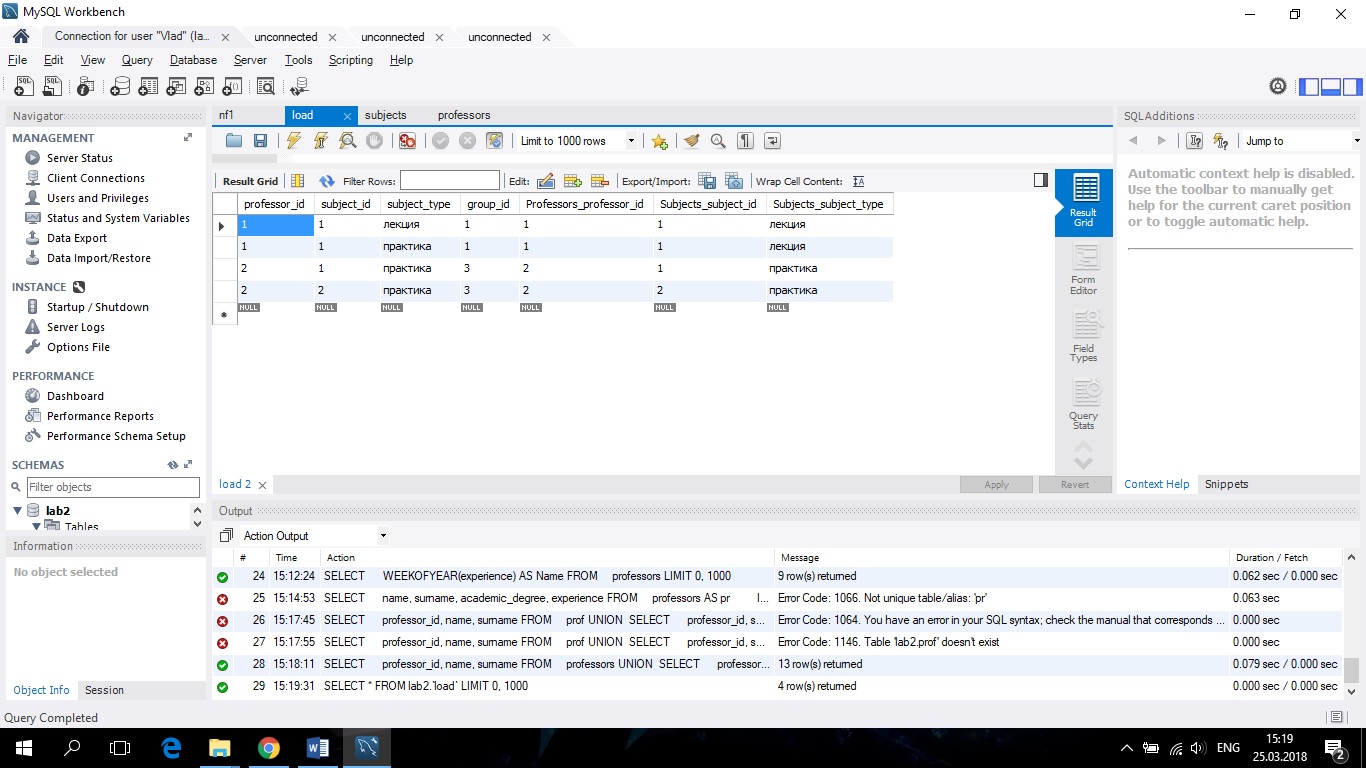 MySQL Workbench
Connection for user "Vlad" (la... × unconnected × unconnected × unconnected ×
File Edit View Query Database Server Tools Scripting Help
Navigator
MANAGEMENT
Server Status
Client Connections
Users and Privileges
Status and System Variables
Data Export
Data Import/Restore
INSTANCE
Startup / Shutdown
Server Logs
Options File
PERFORMANCE
Dashboard
Performance Reports
Performance Schema Setup
SCHEMAS
Filter objects
lab2
Tables
Information
No object selected
Object Info Session
nf1 load × subjects professors
Limit to 1000 rows
Result Grid Filter Rows: Edit: Export/Import: Wrap Cell Content:
professor_id subject_id subject_type group_id Professors_professor_id Subjects_subject_id Subjects_subject_type
1 1 лекция 1 1 1 лекция
1 1 практика 1 1 1 лекция
2 1 практика 3 2 1 практика
2 2 практика 3 2 2 практика
NULL NULL NULL NULL NULL NULL NULL
Result Grid
Form Editor
Field Types
Query Stats
load 2 × Apply Revert
SQLAdditions
Jump to
Automatic context help is disabled.
Use the toolbar to manually get
help for the current caret position
or to toggle automatic help.
Context Help Snippets
Output
Action Output
# Time Action Message Duration / Fetch
24 15:12:24 SELECT WEEKOFYEAR(experience) AS Name FROM professors LIMIT 0, 1000 9 row(s) returned 0.062 sec / 0.000 sec
25 15:14:53 SELECT name, surname, academic_degree, experience FROM professors AS pr l... Error Code: 1066. Not unique table/alias: 'pr' 0.063 sec
26 15:17:45 SELECT professor_id, name, surname FROM prof UNION SELECT professor_id, s... Error Code: 1064. You have an error in your SQL syntax; check the manual that corresponds ... 0.000 sec
27 15:17:55 SELECT professor_id, name, surname FROM prof UNION SELECT professor_id, s... Error Code: 1146. Table 'lab2.prof' doesn't exist 0.000 sec
28 15:18:11 SELECT professor_id, name, surname FROM professors UNION SELECT professor... 13 row(s) returned 0.079 sec / 0.000 sec
29 15:19:31 SELECT * FROM lab2.`load` LIMIT 0, 1000 4 row(s) returned 0.000 sec / 0.000 sec
Query Completed
ENG 15:19
25.03.2018
2